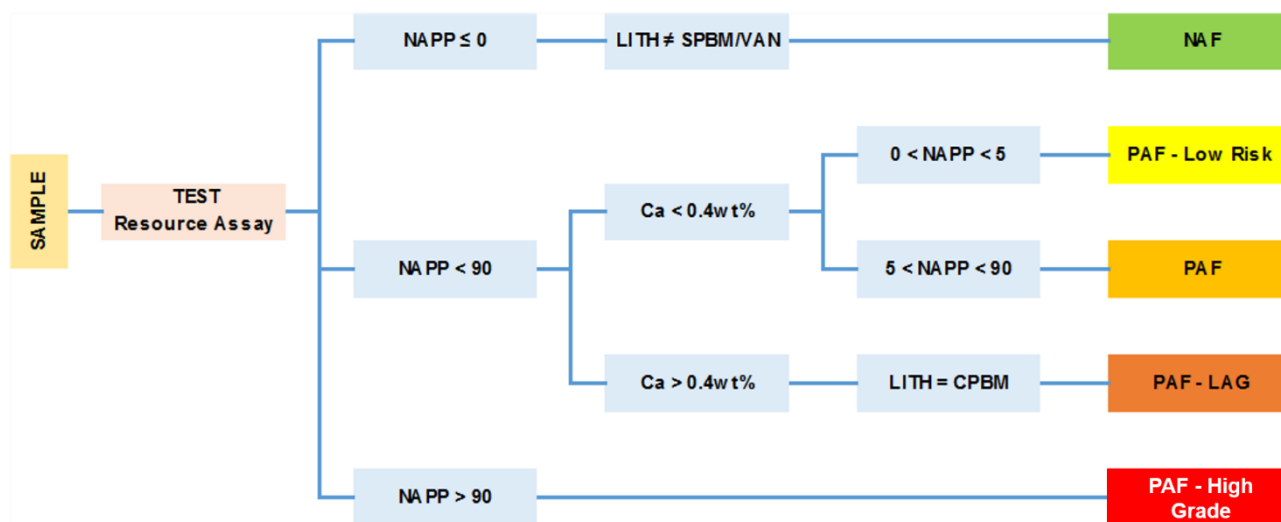 NAPP ≤ 0
LITH ≠ SPBM/VAN
NAF
0 < NAPP < 5
PAF - Low Risk
SAMPLE
TEST
Resource Assay
Ca < 0.4wt%
NAPP < 90
5 < NAPP < 90
PAF
Ca > 0.4wt%
LITH = CPBM
PAF - LAG
NAPP > 90
PAF - High
Grade